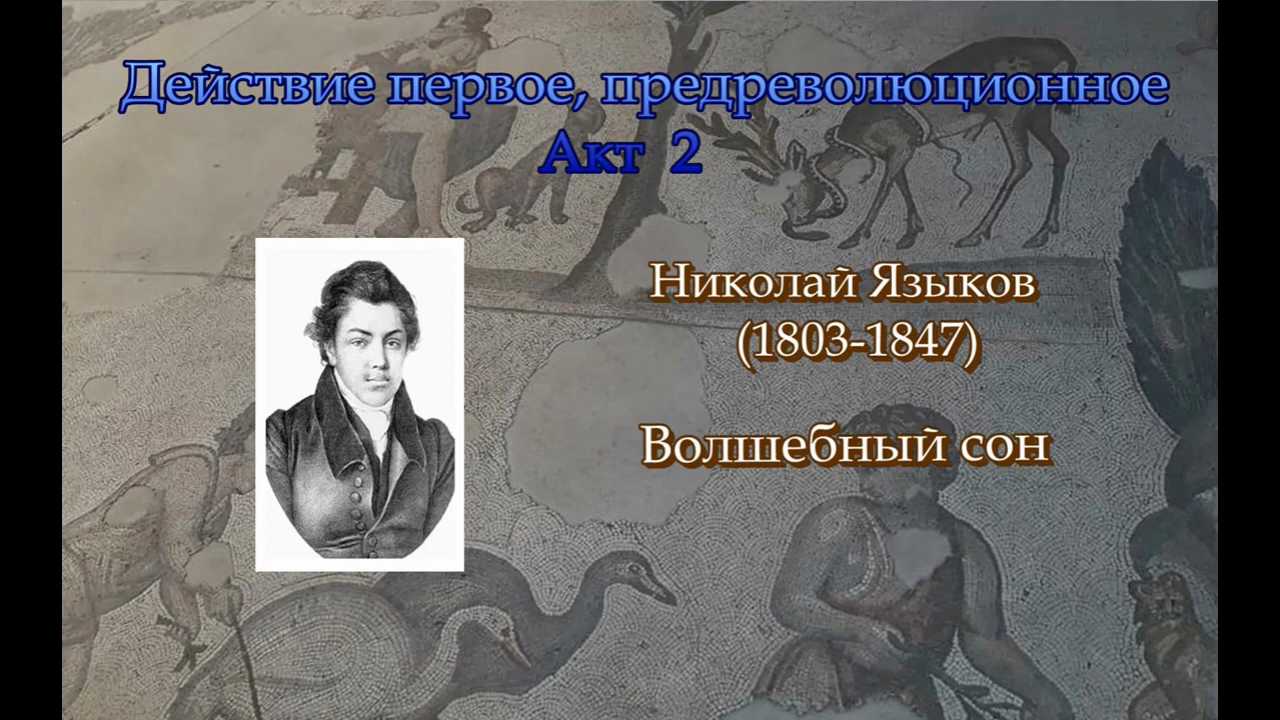 Действие первое, предреволюционное
Акт 2
Николай Языков
(1803-1847)
Волшебный сон